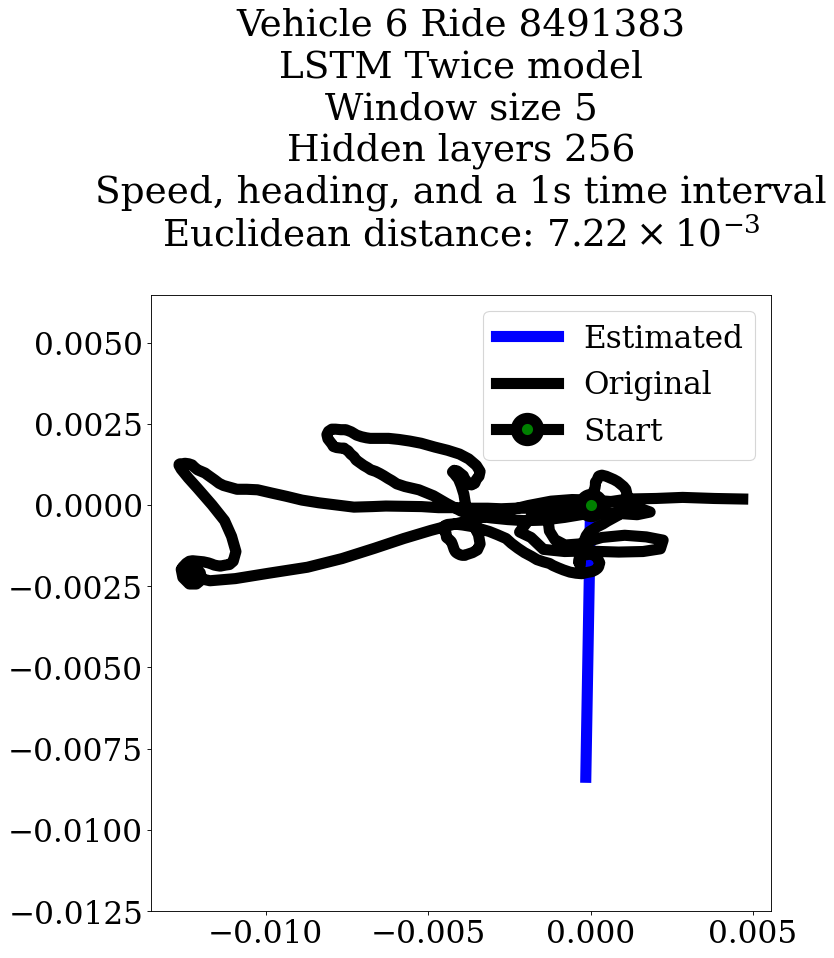 Vehicle 6 Ride 8491383
LSTM Twice model
Window size 5
Hidden layers 256
Speed, heading, and a 1s time interval
Euclidean distance: 7.22 × 10⁻³
Estimated
Original
Start
0.0050
0.0025
0.0000
−0.0025
−0.0050
−0.0075
−0.0100
−0.0125
−0.010 −0.005 0.000 0.005